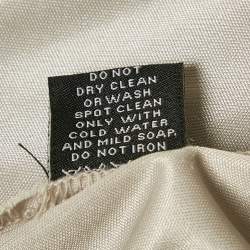 DO NOT
DRY CLEAN
OR WASH
SPOT CLEAN
ONLY WITH
COLD WATER
AND MILD SOAP.
DO NOT IRON